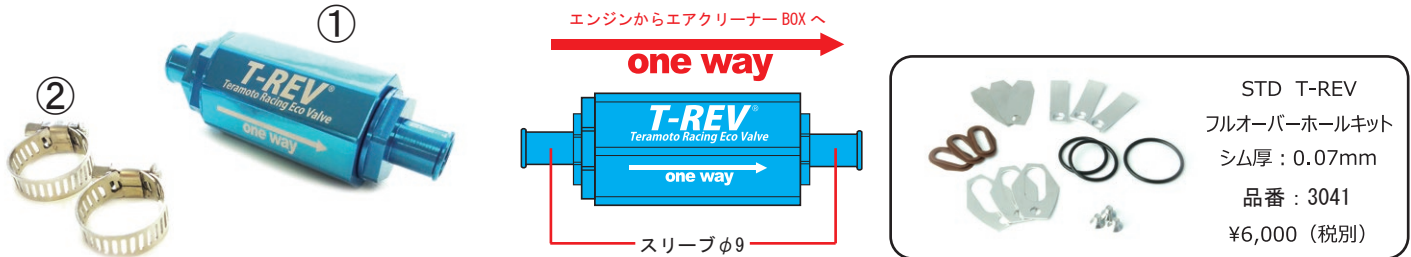 ①
T-REV®
Teramoto Racing Eco Valve
one way
②
エンジンからエアクリーナーBOXへ
one way
T-REV®
Teramoto Racing Eco Valve
one way
スリーブφ9
STD T-REV
フルオーバーホールキット
シム厚：0.07mm
品番：3041
¥6,000（税別）